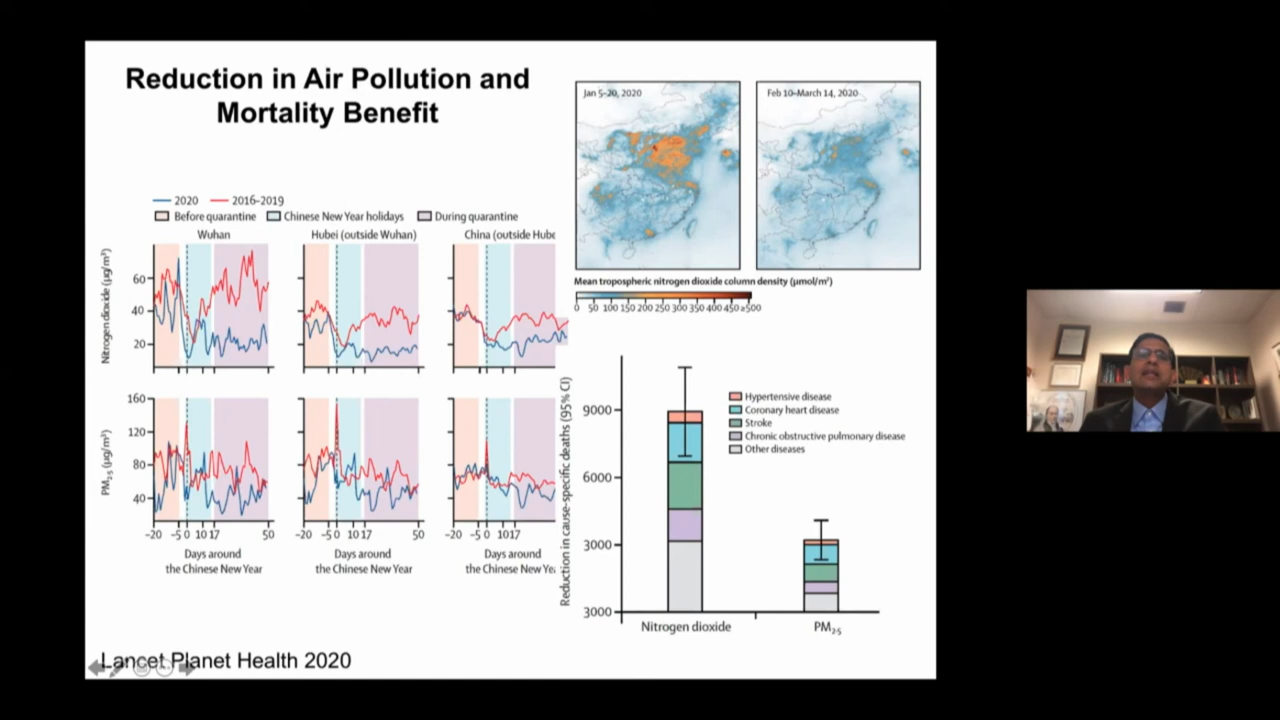 Reduction in Air Pollution and
Mortality Benefit
2020 2016–2019
Before quarantine Chinese New Year holidays During quarantine
Wuhan Hubei (outside Wuhan) China (outside Hube
Nitrogen dioxide (μg/m³)
60
40
20
PM2·5 (μg/m³)
160
120
80
40
–20 –5 0 10 17 50
–20 –5 0 10 17 50
–20 –5 0 10 17
Days around
the Chinese New Year
Days around
the Chinese New Year
Days around
the Chinese New Yea
Jan 5–20, 2020
Feb 10–March 14, 2020
Mean tropospheric nitrogen dioxide column density (μmol/m²)
0 50 100 150 200 250 300 350 400 450 ≥500
Reduction in cause-specific deaths (95% CI)
9000
6000
3000
3000
Hypertensive disease
Coronary heart disease
Stroke
Chronic obstructive pulmonary disease
Other diseases
Nitrogen dioxide PM2·5
Lancet Planet Health 2020